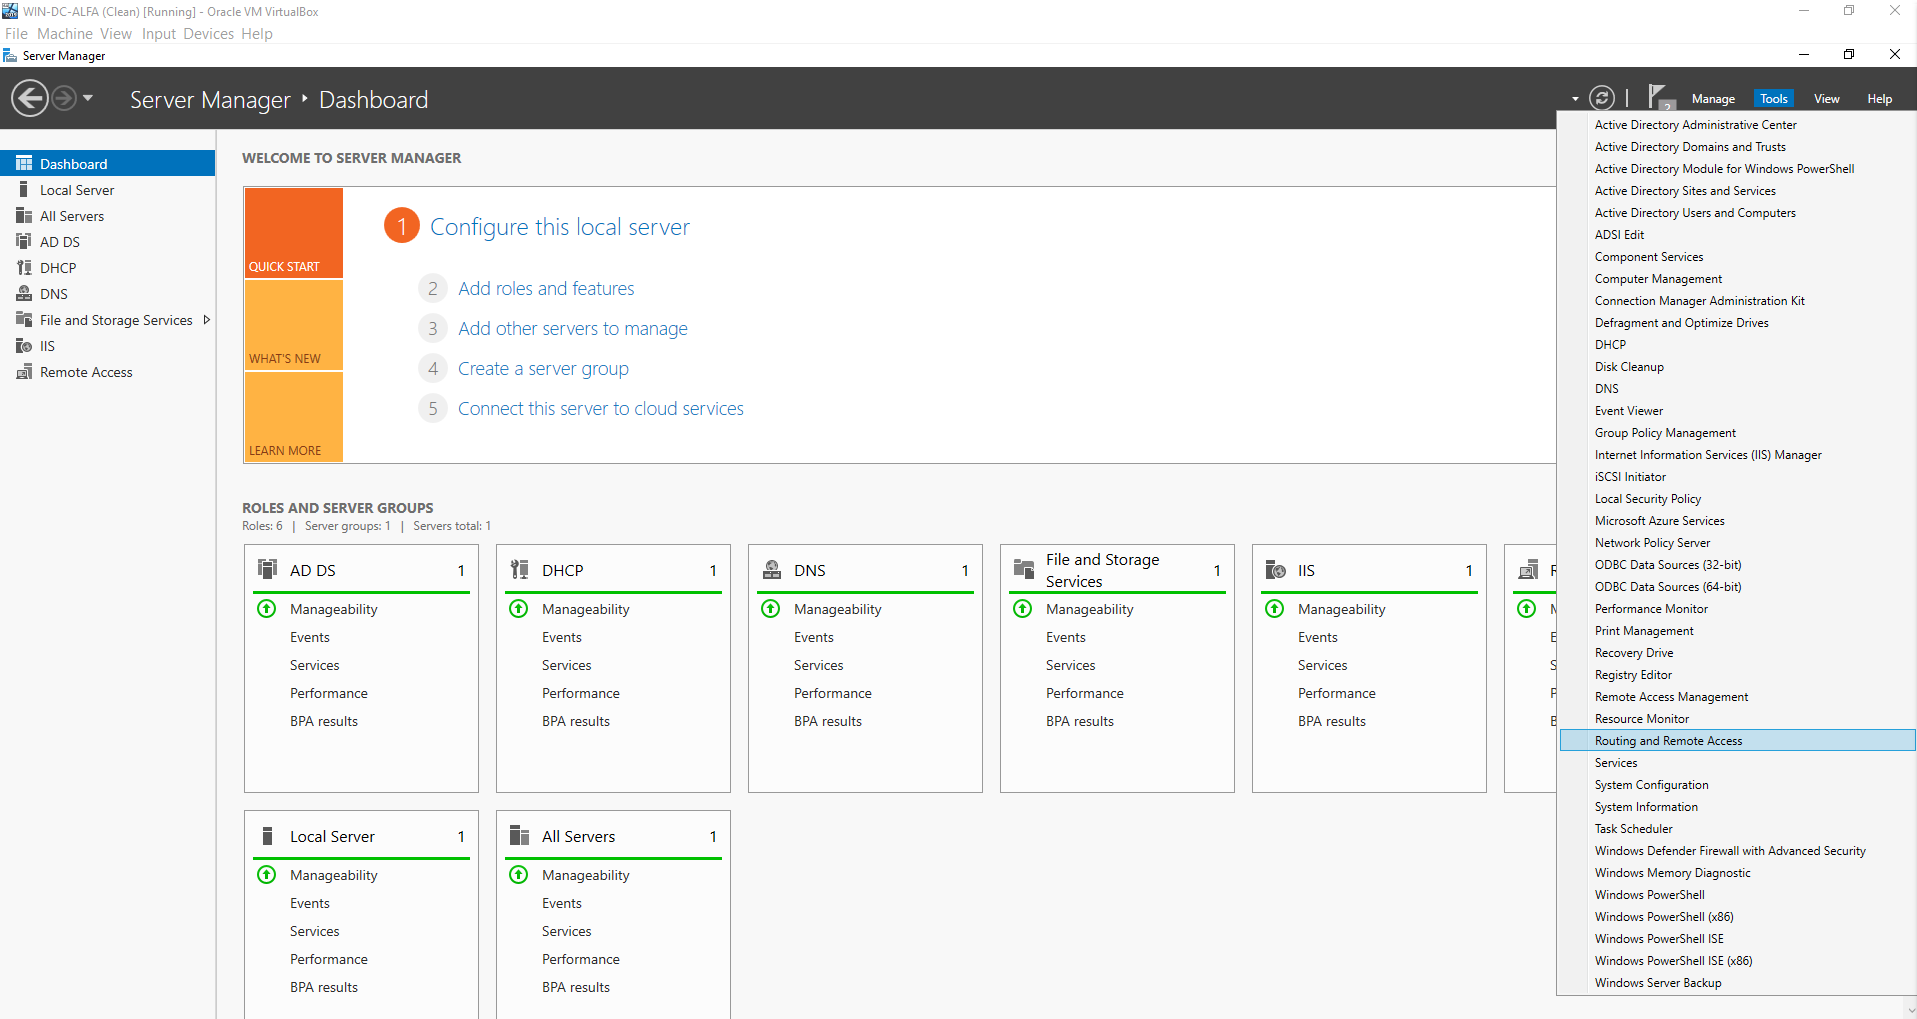 WIN-DC-ALFA (Clean) [Running] - Oracle VM VirtualBox
File Machine View Input Devices Help
Server Manager
Server Manager ‣ Dashboard
2
Manage
Tools
View
Help
Dashboard
Local Server
All Servers
AD DS
DHCP
DNS
File and Storage Services
IIS
Remote Access
WELCOME TO SERVER MANAGER
QUICK START
WHAT'S NEW
LEARN MORE
1 Configure this local server
2 Add roles and features
3 Add other servers to manage
4 Create a server group
5 Connect this server to cloud services
ROLES AND SERVER GROUPS
Roles: 6 | Server groups: 1 | Servers total: 1
AD DS 1
Manageability
Events
Services
Performance
BPA results
DHCP 1
Manageability
Events
Services
Performance
BPA results
DNS 1
Manageability
Events
Services
Performance
BPA results
File and Storage
Services 1
Manageability
Events
Services
Performance
BPA results
IIS 1
Manageability
Events
Services
Performance
BPA results
Local Server 1
Manageability
Events
Services
Performance
BPA results
All Servers 1
Manageability
Events
Services
Performance
BPA results
Active Directory Administrative Center
Active Directory Domains and Trusts
Active Directory Module for Windows PowerShell
Active Directory Sites and Services
Active Directory Users and Computers
ADSI Edit
Component Services
Computer Management
Connection Manager Administration Kit
Defragment and Optimize Drives
DHCP
Disk Cleanup
DNS
Event Viewer
Group Policy Management
Internet Information Services (IIS) Manager
iSCSI Initiator
Local Security Policy
Microsoft Azure Services
Network Policy Server
ODBC Data Sources (32-bit)
ODBC Data Sources (64-bit)
Performance Monitor
Print Management
Recovery Drive
Registry Editor
Remote Access Management
Resource Monitor
Routing and Remote Access
Services
System Configuration
System Information
Task Scheduler
Windows Defender Firewall with Advanced Security
Windows Memory Diagnostic
Windows PowerShell
Windows PowerShell (x86)
Windows PowerShell ISE
Windows PowerShell ISE (x86)
Windows Server Backup